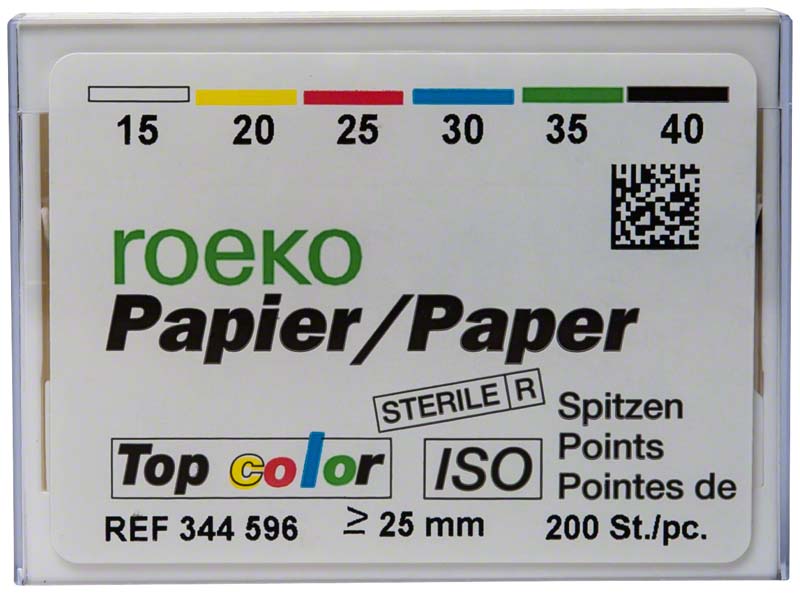 15 20 25 30 35 40
roeko
Papier/Paper
STERILE R
Spitzen
Points
Pointes de
Top color
ISO
REF 344 596
≥ 25 mm
200 St./pc.